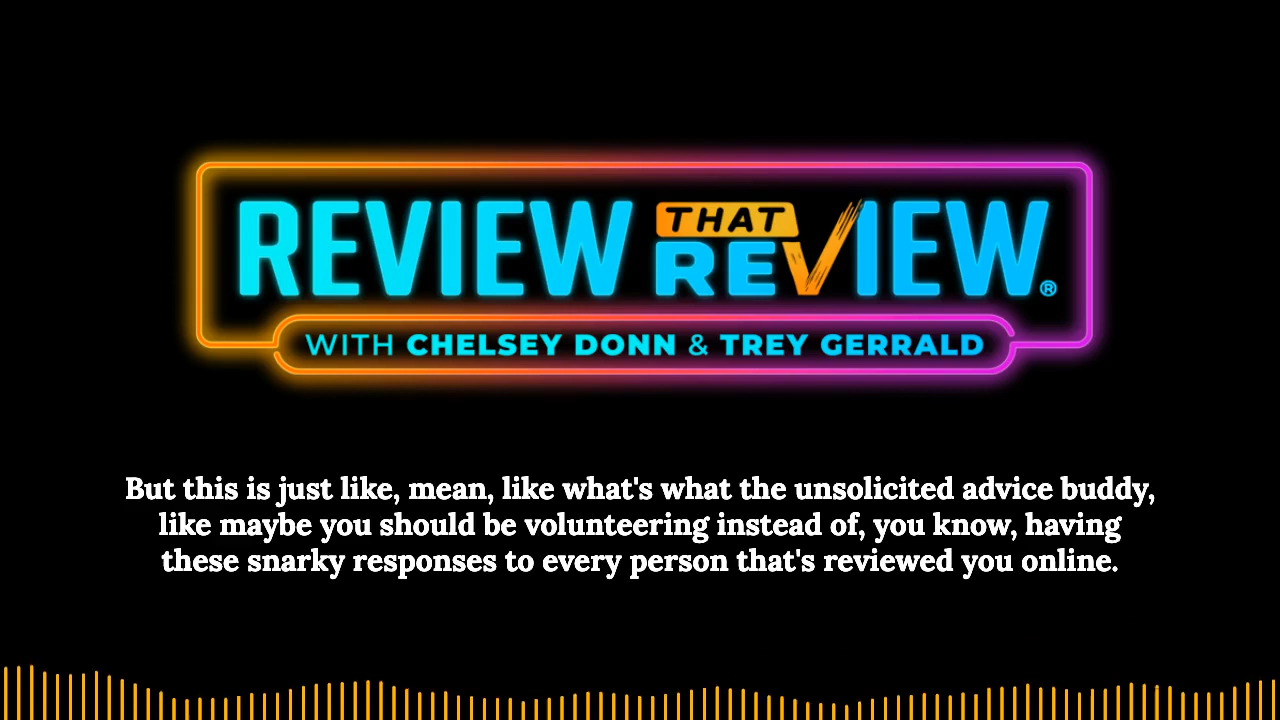 REVIEW THAT REVIEW®
WITH CHELSEY DONN & TREY GERRALD
But this is just like, mean, like what's what the unsolicited advice buddy,
like maybe you should be volunteering instead of, you know, having
these snarky responses to every person that's reviewed you online.